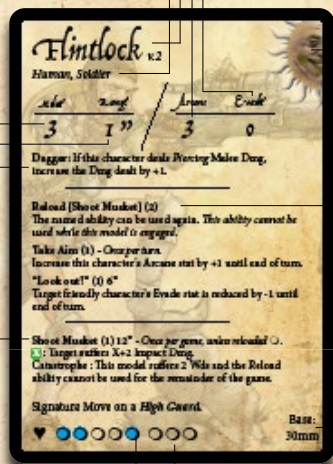 Flintlock v.2
Human, Soldier
Melee Range Arcane Evade
3 1" 3 0
Dagger: If this character deals Piercing Melee Dmg,
increase the Dmg dealt by +1.
Reload [Shoot Musket] (2)
The named ability can be used again. This ability cannot be
used while this model is engaged.
Take Aim (1) - Once per turn.
Increase this character's Arcane stat by +1 until end of turn.
"Look out!" (1) 6"
Target friendly character's Evade stat is reduced by -1 until
end of turn.
Shoot Musket (1) 12" - Once per game, unless reloaded.
X: Target suffers X+2 Impact Dmg.
Catastrophe: This model suffers 2 Wds and the Reload
ability cannot be used for the remainder of the game.
Signature Move on a High Guard.
Base:
30mm